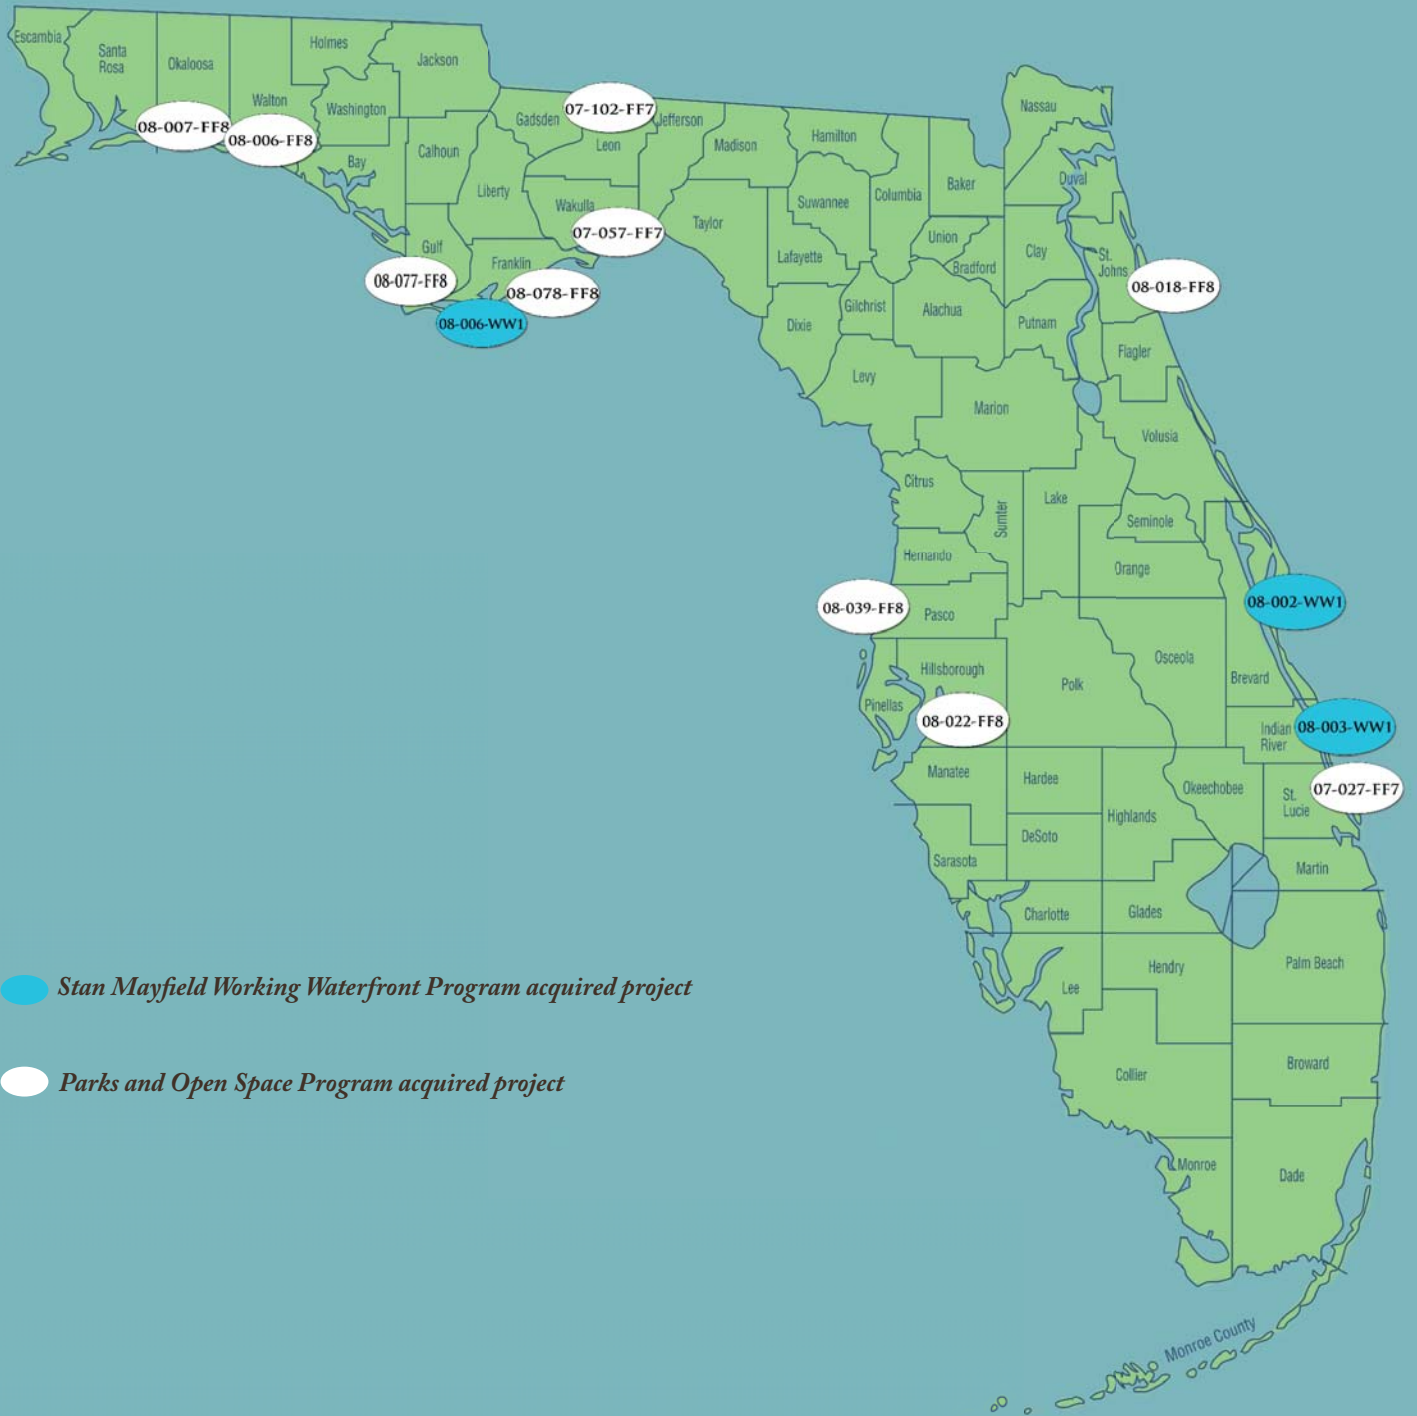 Escambia
Santa
Rosa
Okaloosa
Walton
Holmes
Washington
Jackson
08-007-FF8
08-006-FF8
Bay
Calhoun
Gulf
Liberty
Gadsden
07-102-FF7
Leon
Jefferson
Wakulla
07-057-FF7
Franklin
08-077-FF8
08-078-FF8
08-006-WW1
Madison
Taylor
Hamilton
Suwannee
Lafayette
Columbia
Baker
Nassau
Duval
Union
Bradford
Clay
St.
Johns
08-018-FF8
Dixie
Gilchrist
Alachua
Putnam
Flagler
Levy
Marion
Volusia
Citrus
Sumter
Lake
Seminole
Hernando
Orange
08-039-FF8
Pasco
08-002-WW1
Hillsborough
Polk
Osceola
Brevard
Pinellas
08-022-FF8
Indian
River
08-003-WW1
Manatee
Hardee
Highlands
Okeechobee
St.
Lucie
07-027-FF7
DeSoto
Sarasota
Martin
Charlotte
Glades
Lee
Hendry
Palm Beach
Collier
Broward
Monroe
Dade
Monroe County
Stan Mayfield Working Waterfront Program acquired project
Parks and Open Space Program acquired project